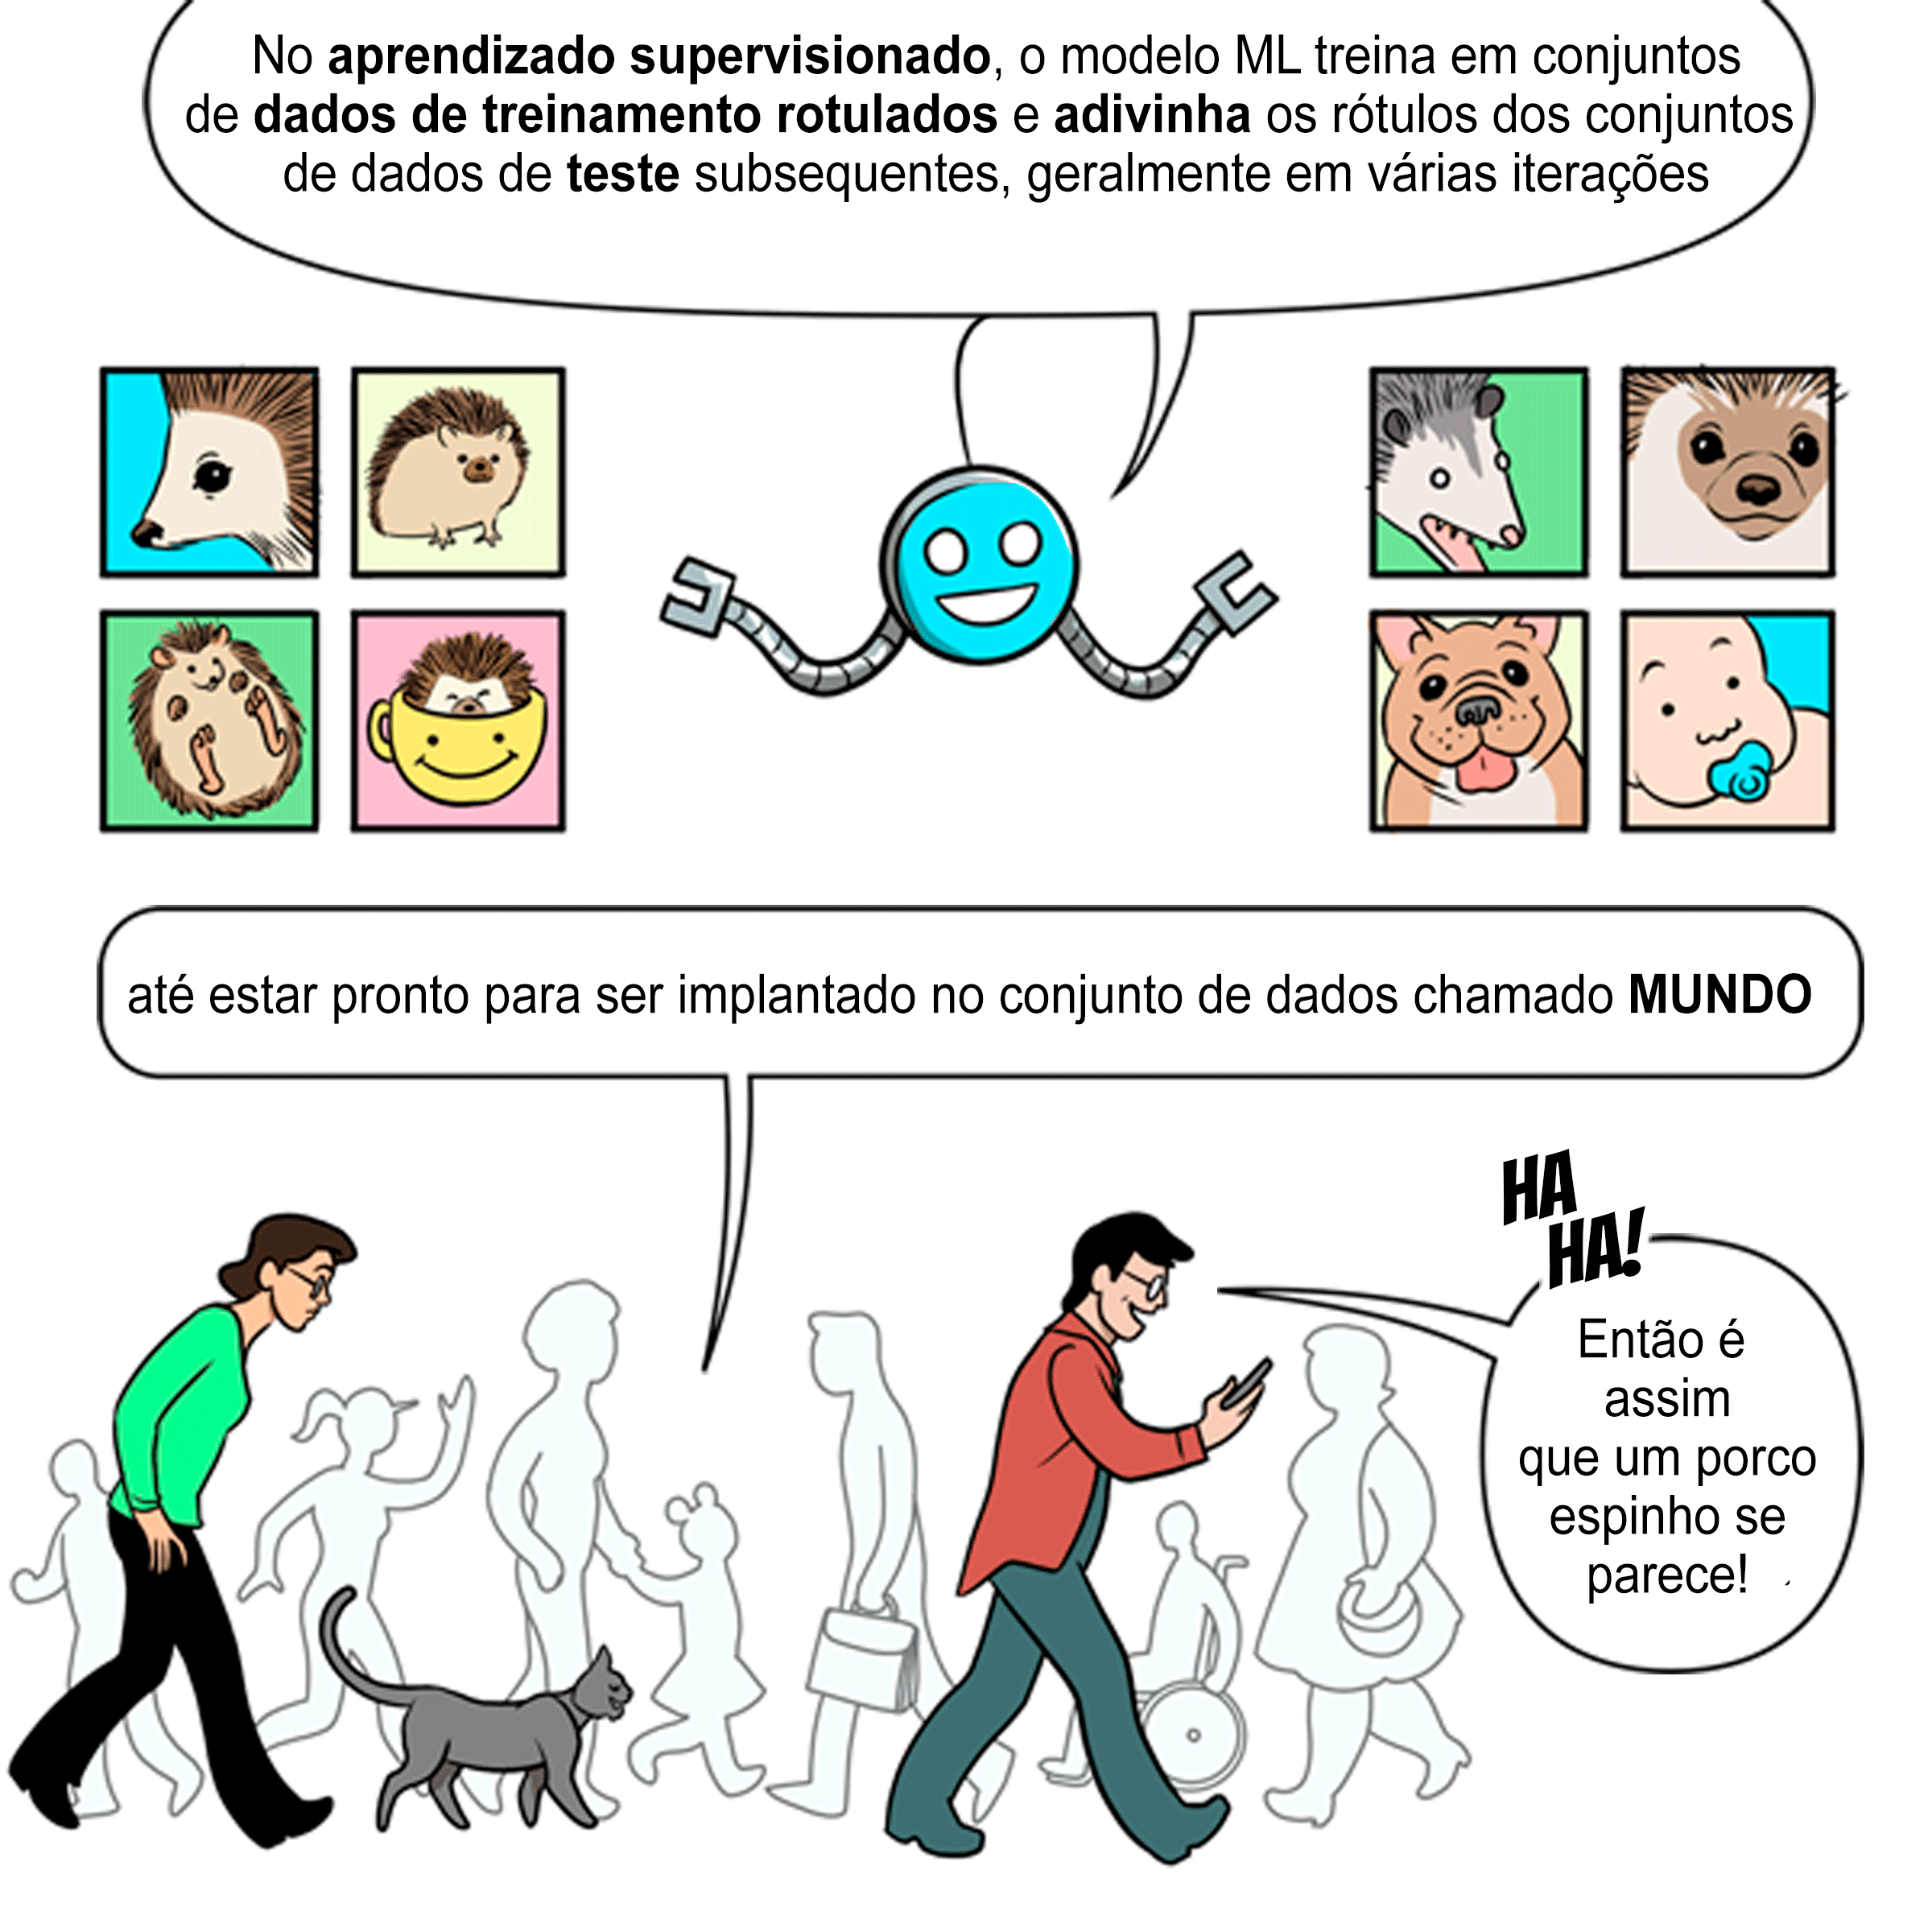 No aprendizado supervisionado, o modelo ML treina em conjuntos
de dados de treinamento rotulados e adivinha os rótulos dos conjuntos
de dados de teste subsequentes, geralmente em várias iterações
até estar pronto para ser implantado no conjunto de dados chamado MUNDO
HA
HA!
Então é
assim
que um porco
espinho se
parece!